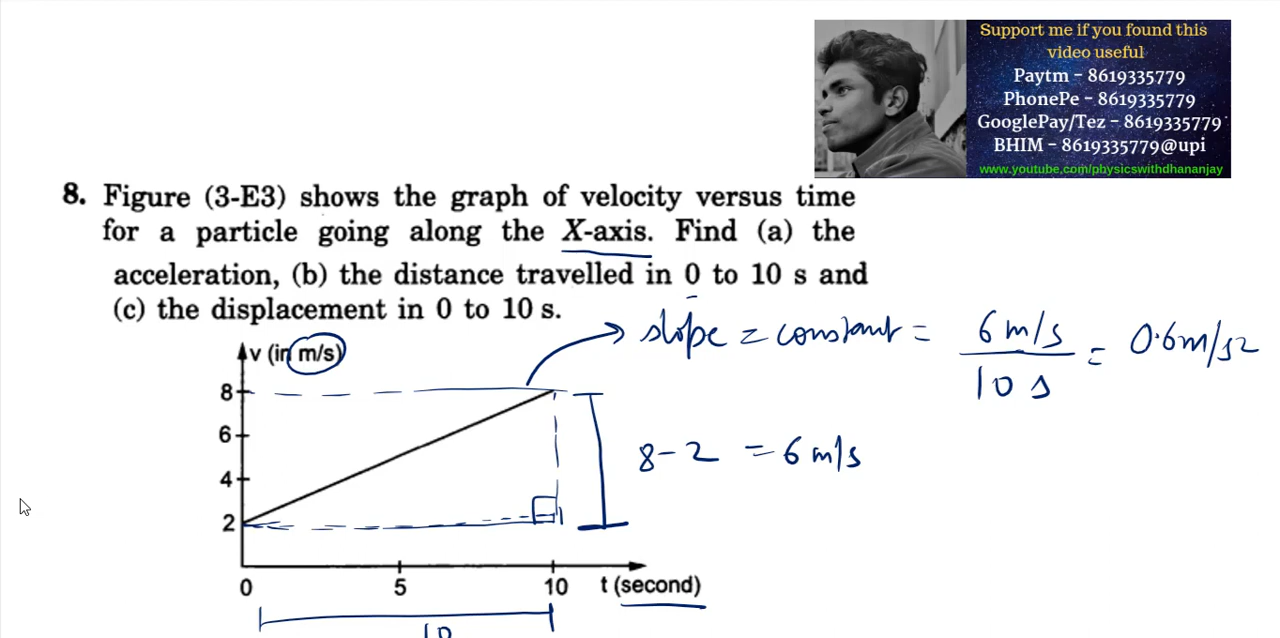 Support me if you found this
video useful
Paytm - 8619335779
PhonePe - 8619335779
GooglePay/Tez - 8619335779
BHIM - 8619335779@upi
www.youtube.com/physicswithdhananjay
8. Figure (3-E3) shows the graph of velocity versus time
for a particle going along the X-axis. Find (a) the
acceleration, (b) the distance travelled in 0 to 10 s and
(c) the displacement in 0 to 10 s.
slope = constant = 6 m/s / 10 s = 0.6 m/s2
v (in m/s)
8
6
8-2 = 6 m/s
4
2
0 5 10 t (second)
10